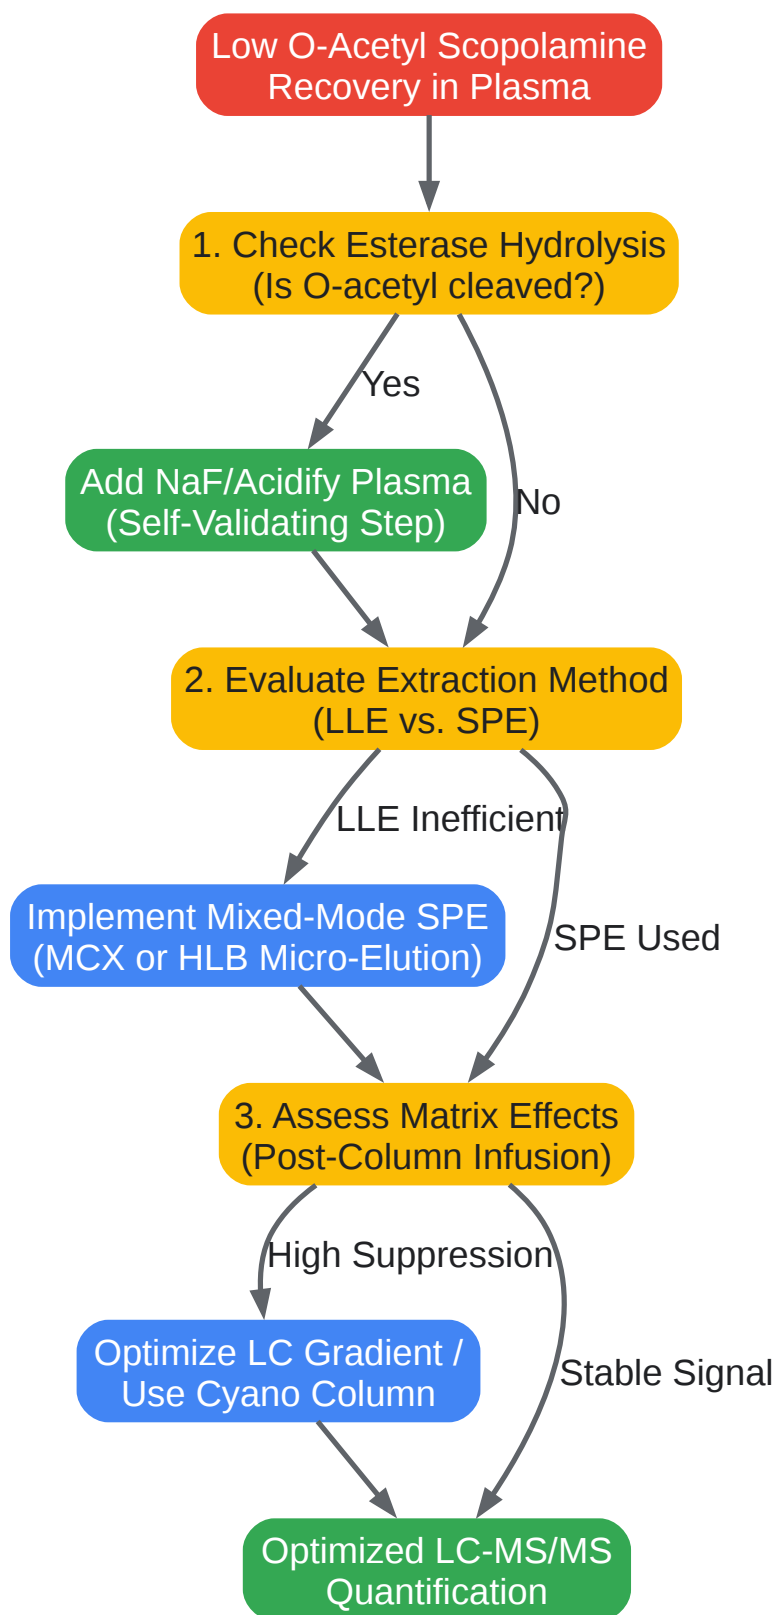 Low O-Acetyl Scopolamine
Recovery in Plasma
1. Check Esterase Hydrolysis
(Is O-acetyl cleaved?)
Yes
Add NaF/Acidify Plasma
(Self-Validating Step)
No
2. Evaluate Extraction Method
(LLE vs. SPE)
LLE Inefficient
Implement Mixed-Mode SPE
(MCX or HLB Micro-Elution)
SPE Used
3. Assess Matrix Effects
(Post-Column Infusion)
High Suppression
Optimize LC Gradient /
Use Cyano Column
Stable Signal
Optimized LC-MS/MS
Quantification